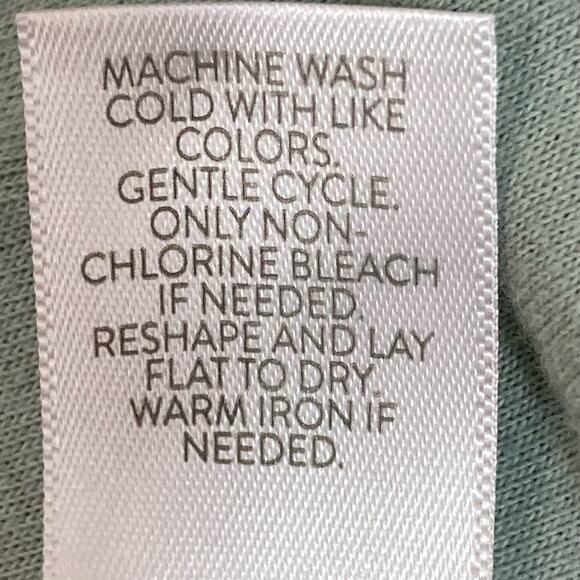 MACHINE WASH
COLD WITH LIKE
COLORS.
GENTLE CYCLE.
ONLY NON-
CHLORINE BLEACH
IF NEEDED.
RESHAPE AND LAY
FLAT TO DRY.
WARM IRON IF
NEEDED.